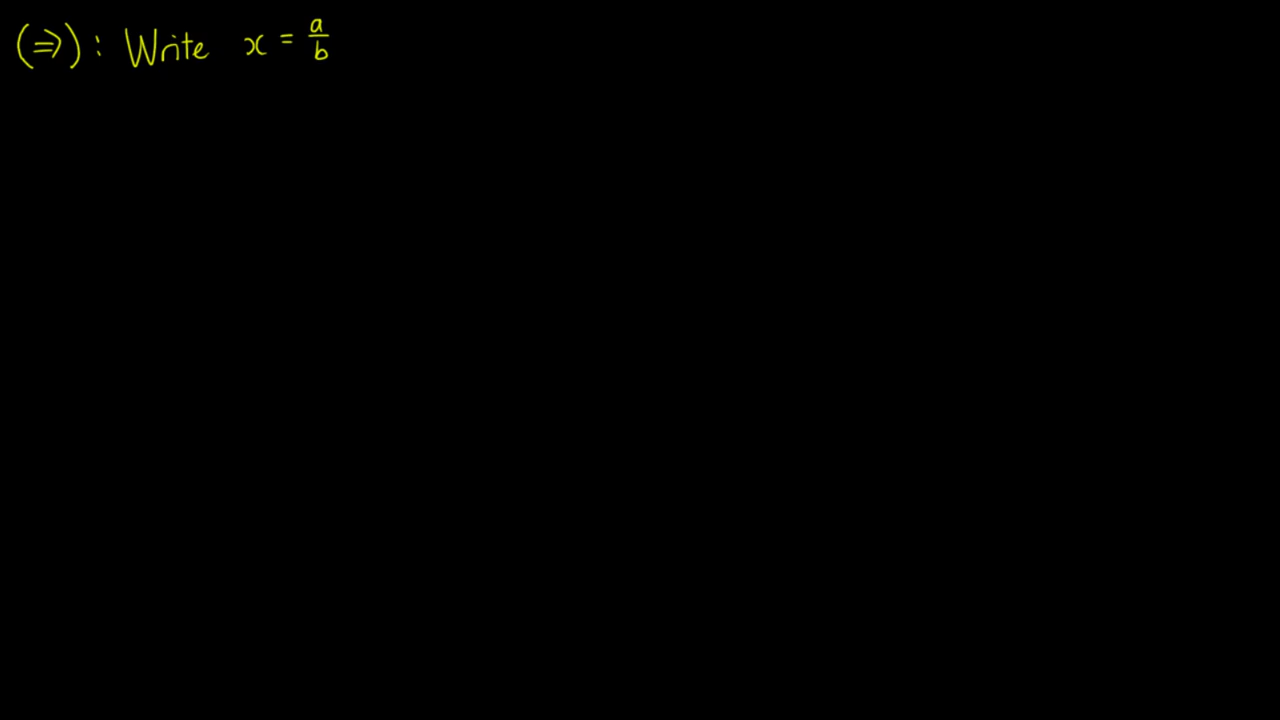 (⇒) : Write x = a/b